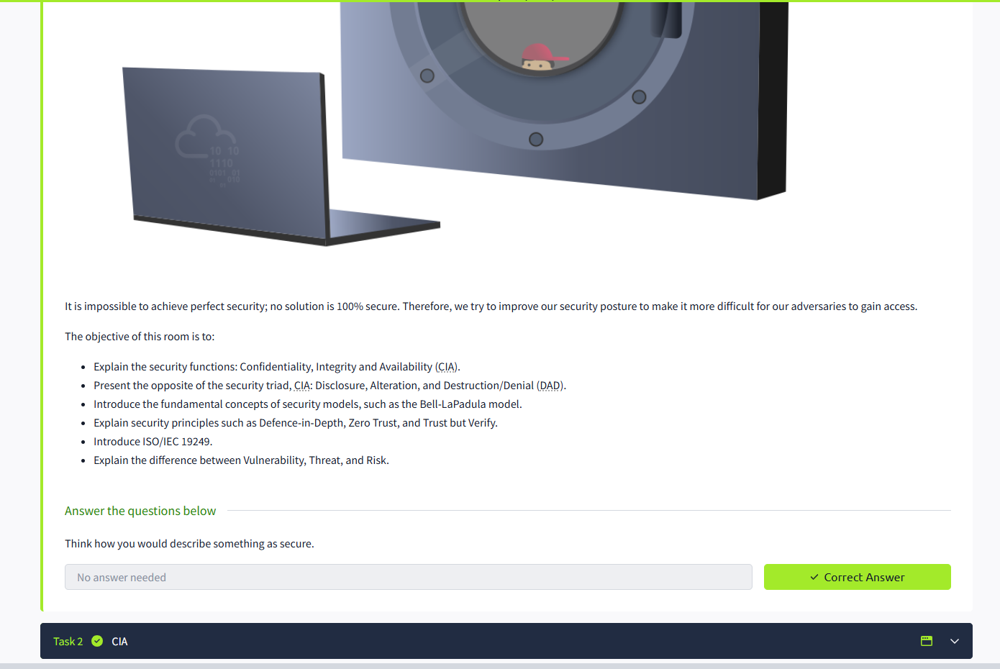 10 10
1110
0101 01
01 010
01
It is impossible to achieve perfect security; no solution is 100% secure. Therefore, we try to improve our security posture to make it more difficult for our adversaries to gain access.
The objective of this room is to:
• Explain the security functions: Confidentiality, Integrity and Availability (CIA).
• Present the opposite of the security triad, CIA: Disclosure, Alteration, and Destruction/Denial (DAD).
• Introduce the fundamental concepts of security models, such as the Bell-LaPadula model.
• Explain security principles such as Defence-in-Depth, Zero Trust, and Trust but Verify.
• Introduce ISO/IEC 19249.
• Explain the difference between Vulnerability, Threat, and Risk.
Answer the questions below
Think how you would describe something as secure.
No answer needed
✓ Correct Answer
Task 2 CIA